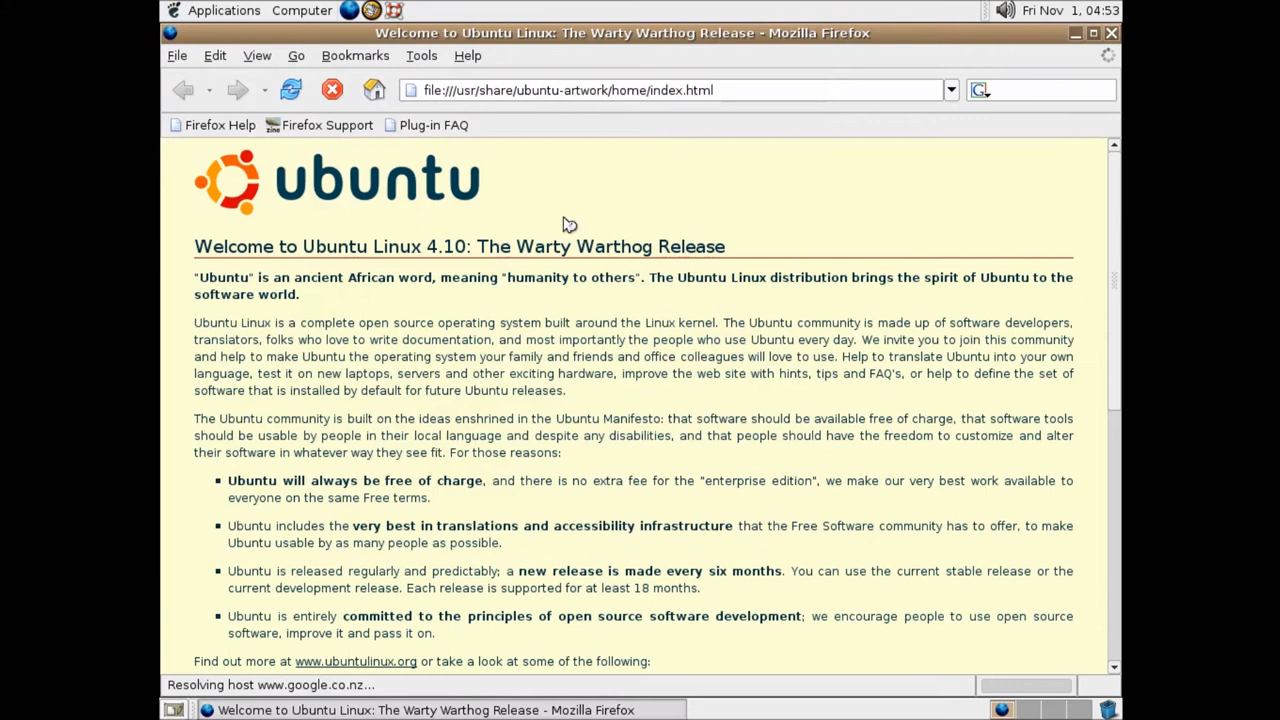 Applications Computer Fri Nov 1, 04:53
Welcome to Ubuntu Linux: The Warty Warthog Release - Mozilla Firefox
File Edit View Go Bookmarks Tools Help
file:///usr/share/ubuntu-artwork/home/index.html G
Firefox Help Firefox Support Plug-in FAQ
ubuntu
Welcome to Ubuntu Linux 4.10: The Warty Warthog Release
"Ubuntu" is an ancient African word, meaning "humanity to others". The Ubuntu Linux distribution brings the spirit of Ubuntu to the
software world.
Ubuntu Linux is a complete open source operating system built around the Linux kernel. The Ubuntu community is made up of software developers,
translators, folks who love to write documentation, and most importantly the people who use Ubuntu every day. We invite you to join this community
and help to make Ubuntu the operating system your family and friends and office colleagues will love to use. Help to translate Ubuntu into your own
language, test it on new laptops, servers and other exciting hardware, improve the web site with hints, tips and FAQ's, or help to define the set of
software that is installed by default for future Ubuntu releases.
The Ubuntu community is built on the ideas enshrined in the Ubuntu Manifesto: that software should be available free of charge, that software tools
should be usable by people in their local language and despite any disabilities, and that people should have the freedom to customize and alter
their software in whatever way they see fit. For those reasons:
Ubuntu will always be free of charge, and there is no extra fee for the "enterprise edition", we make our very best work available to
everyone on the same Free terms.
Ubuntu includes the very best in translations and accessibility infrastructure that the Free Software community has to offer, to make
Ubuntu usable by as many people as possible.
Ubuntu is released regularly and predictably; a new release is made every six months. You can use the current stable release or the
current development release. Each release is supported for at least 18 months.
Ubuntu is entirely committed to the principles of open source software development; we encourage people to use open source
software, improve it and pass it on.
Find out more at www.ubuntulinux.org or take a look at some of the following:
Resolving host www.google.co.nz...
Welcome to Ubuntu Linux: The Warty Warthog Release - Mozilla Firefox